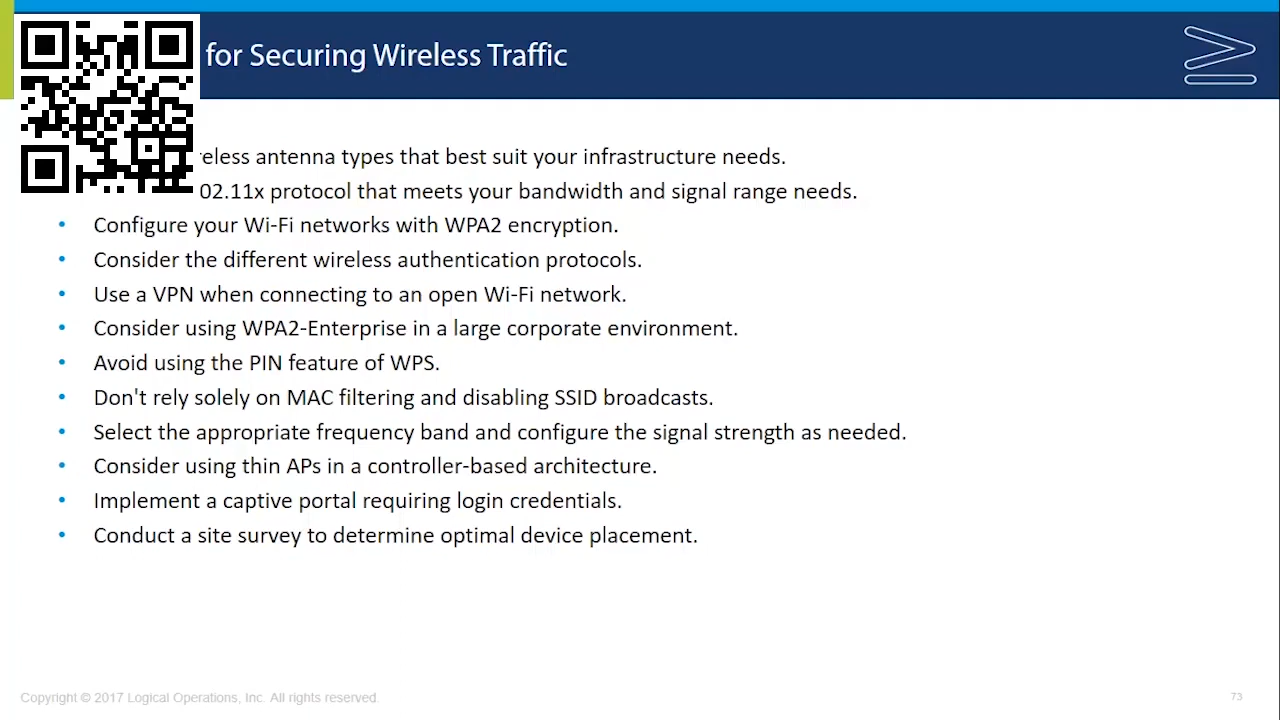 for Securing Wireless Traffic
reless antenna types that best suit your infrastructure needs.
02.11x protocol that meets your bandwidth and signal range needs.
• Configure your Wi-Fi networks with WPA2 encryption.
• Consider the different wireless authentication protocols.
• Use a VPN when connecting to an open Wi-Fi network.
• Consider using WPA2-Enterprise in a large corporate environment.
• Avoid using the PIN feature of WPS.
• Don't rely solely on MAC filtering and disabling SSID broadcasts.
• Select the appropriate frequency band and configure the signal strength as needed.
• Consider using thin APs in a controller-based architecture.
• Implement a captive portal requiring login credentials.
• Conduct a site survey to determine optimal device placement.
Copyright © 2017 Logical Operations, Inc. All rights reserved.
73